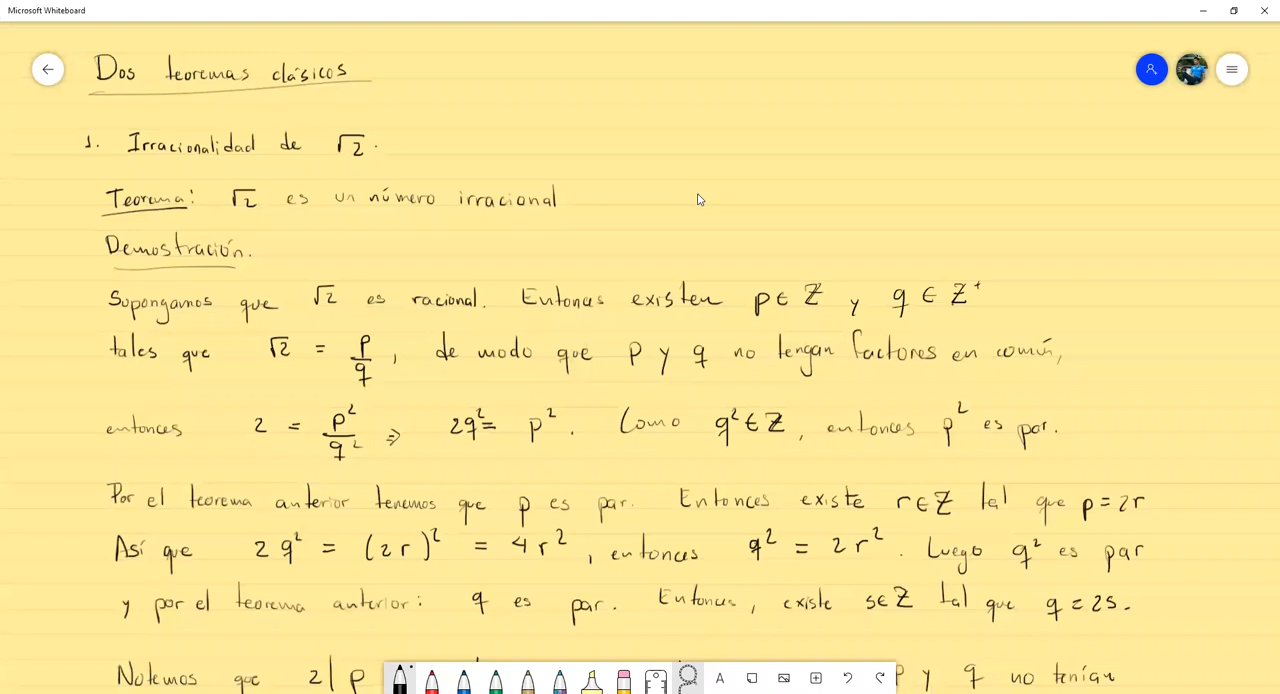 Microsoft Whiteboard
Dos teoremas clásicos
1. Irracionalidad de √2.
Teorema: √2 es un número irracional
Demostración.
Supongamos que √2 es racional. Entonces existen p ∈ Z y q ∈ Z⁺
tales que √2 = p/q, de modo que p y q no tengan factores en común,
entonces 2 = p²/q² ⇒ 2q² = p². Como q² ∈ Z, entonces p² es par.
Por el teorema anterior tenemos que p es par. Entonces existe r ∈ Z tal que p = 2r
Así que 2q² = (2r)² = 4r², entonces q² = 2r². Luego q² es par
y por el teorema anterior: q es par. Entonces, existe s ∈ Z tal que q = 2s.
Notemos que 2|p p y q no tenían
A